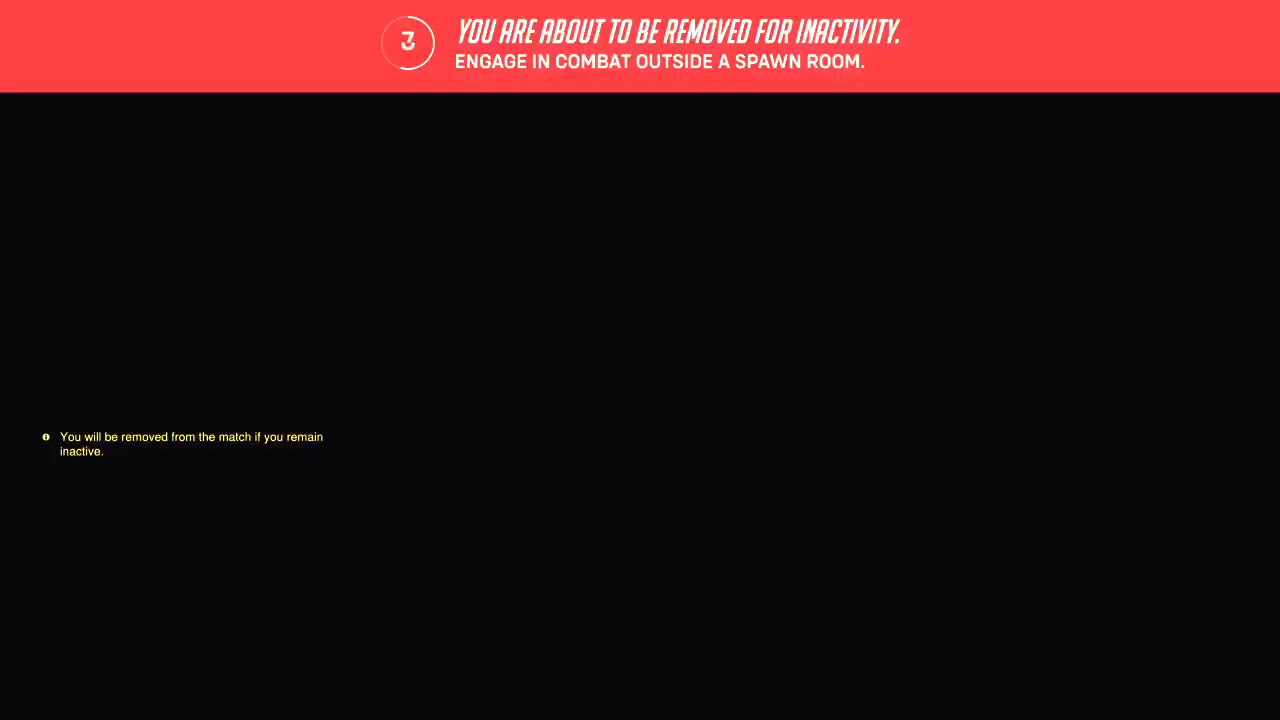 3
YOU ARE ABOUT TO BE REMOVED FOR INACTIVITY.
ENGAGE IN COMBAT OUTSIDE A SPAWN ROOM.
You will be removed from the match if you remain
inactive.